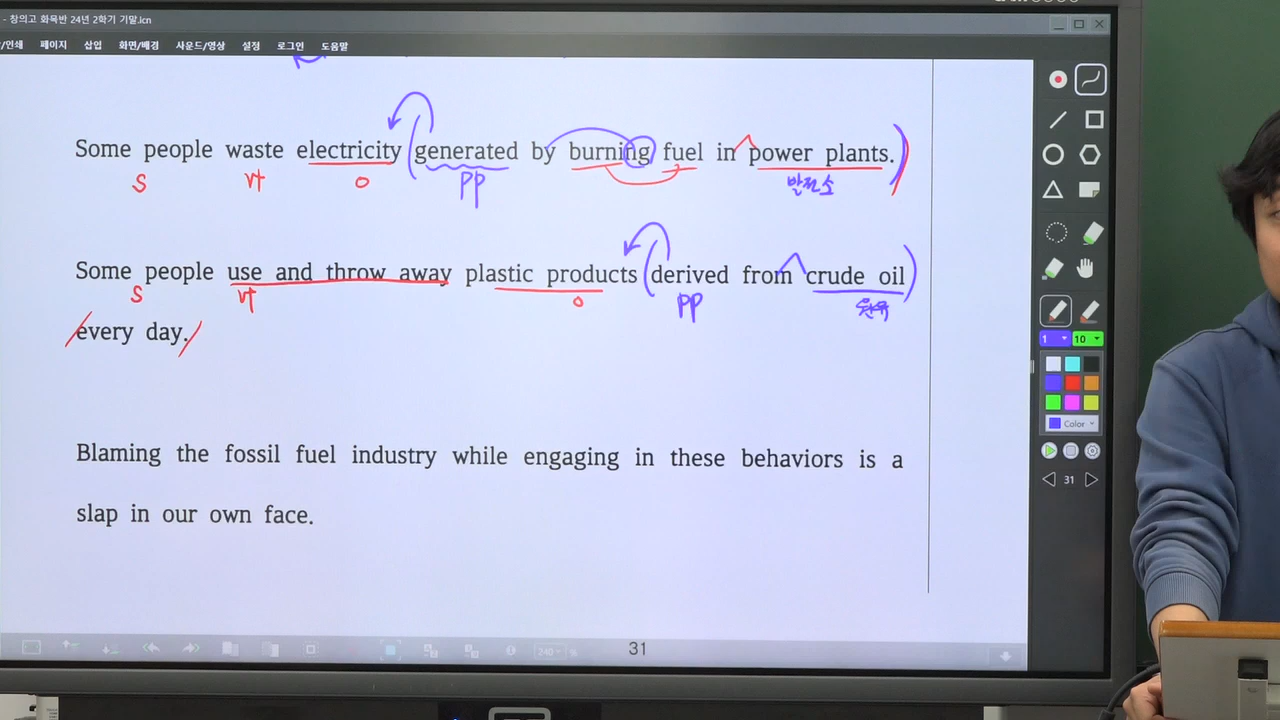 - 창의고 화목반 24년 2학기 기말.icn
/인쇄 페이지 삽입 화면/배경 사운드/영상 설정 로그인 도움말
Some people waste electricity (generated by burning fuel in power plants.)
S vt o pp 발전소
Some people use and throw away plastic products (derived from crude oil)
S vt o pp 원유
every day.
Blaming the fossil fuel industry while engaging in these behaviors is a
slap in our own face.
1 10
Color
31
240 %
31